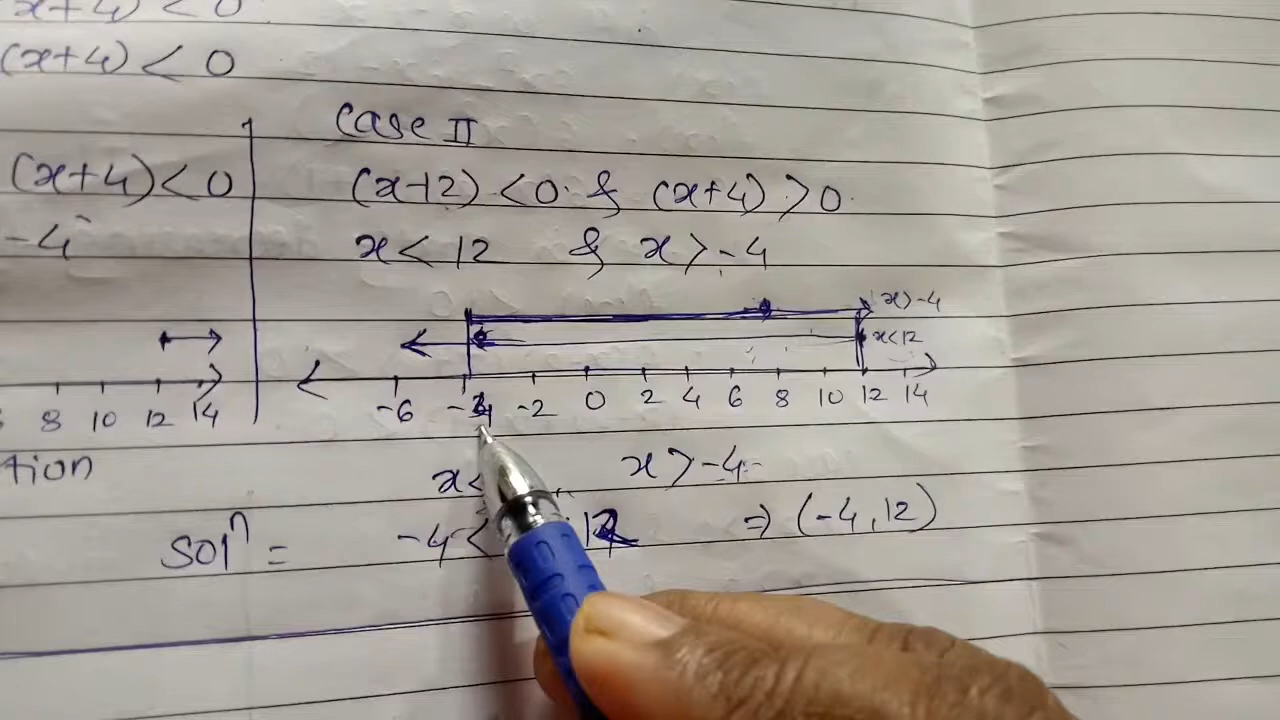 (x+4) < 0
(x+4) < 0
(x+4) < 0
-4
8 10 12 14
tion
Case II
(x-12) < 0 & (x+4) > 0
x < 12 & x > -4
x > -4
x < 12
-6 -4 -2 0 2 4 6 8 10 12 14
x < x > -4
Solⁿ = -4 < 12 ⇒ (-4, 12)